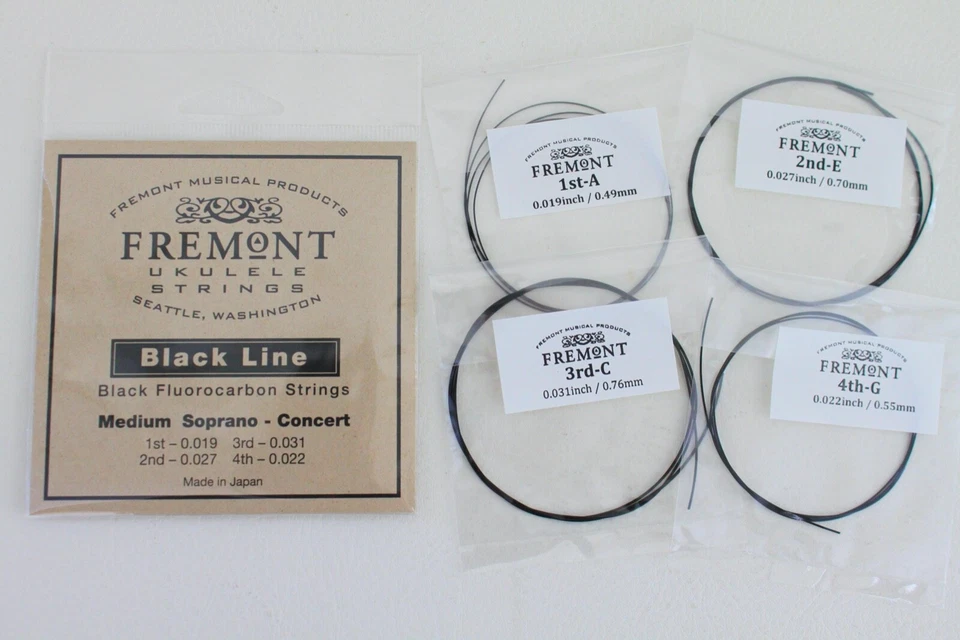 FREMONT MUSICAL PRODUCTS
FREMONT
UKULELE
STRINGS
SEATTLE, WASHINGTON
Black Line
Black Fluorocarbon Strings
Medium Soprano - Concert
1st – 0.019 3rd – 0.031
2nd – 0.027 4th – 0.022
Made in Japan
FREMONT MUSICAL PRODUCTS
FREMONT
1st-A
0.019inch / 0.49mm
FREMONT MUSICAL PRODUCTS
FREMONT
2nd-E
0.027inch / 0.70mm
FREMONT MUSICAL PRODUCTS
FREMONT
3rd-C
0.031inch / 0.76mm
FREMONT MUSICAL PRODUCTS
FREMONT
4th-G
0.022inch / 0.55mm